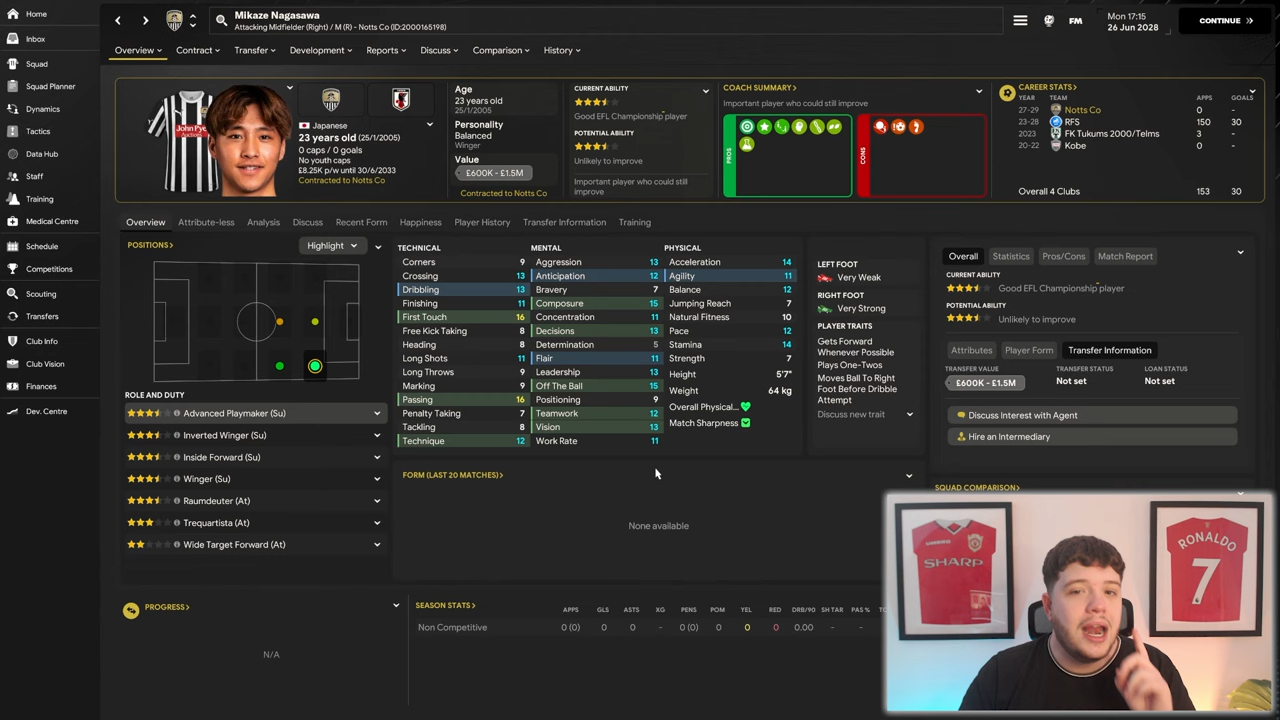 Home
Inbox
Squad
Squad Planner
Dynamics
Tactics
Data Hub
Staff
Training
Medical Centre
Schedule
Competitions
Scouting
Transfers
Club Info
Club Vision
Finances
Dev. Centre
Mikaze Nagasawa
Attacking Midfielder (Right) / M (R) - Notts Co (ID:2000165198)
FM
Mon 17:15
26 Jun 2028
CONTINUE
Overview
Contract
Transfer
Development
Reports
Discuss
Comparison
History
John Pye
Auctions
Japanese
23 years old (25/1/2005)
0 caps / 0 goals
No youth caps
£8.25K p/w until 30/6/2033
Contracted to Notts Co
Age
23 years old
25/1/2005
Personality
Balanced
Winger
Value
£600K - £1.5M
Contracted to Notts Co
CURRENT ABILITY
Good EFL Championship player
POTENTIAL ABILITY
Unlikely to improve
Important player who could still
improve
COACH SUMMARY>
Important player who could still improve
PROS
CONS
CAREER STATS>
YEAR TEAM APPS GOALS
27-29 Notts Co 0 -
23-28 RFS 150 30
2023 FK Tukums 2000/Telms 3 -
20-22 Kobe 0 -
Overall 4 Clubs 153 30
Overview
Attribute-less
Analysis
Discuss
Recent Form
Happiness
Player History
Transfer Information
Training
POSITIONS>
Highlight
ROLE AND DUTY
Advanced Playmaker (Su)
Inverted Winger (Su)
Inside Forward (Su)
Winger (Su)
Raumdeuter (At)
Trequartista (At)
Wide Target Forward (At)
TECHNICAL
Corners 9
Crossing 13
Dribbling 13
Finishing 11
First Touch 16
Free Kick Taking 8
Heading 8
Long Shots 11
Long Throws 9
Marking 9
Passing 16
Penalty Taking 7
Tackling 8
Technique 12
MENTAL
Aggression 13
Anticipation 12
Bravery 7
Composure 15
Concentration 11
Decisions 13
Determination 5
Flair 11
Leadership 13
Off The Ball 15
Positioning 9
Teamwork 12
Vision 13
Work Rate 11
PHYSICAL
Acceleration 14
Agility 11
Balance 12
Jumping Reach 7
Natural Fitness 10
Pace 12
Stamina 14
Strength 7
Height 5'7"
Weight 64 kg
Overall Physical...
Match Sharpness
LEFT FOOT
Very Weak
RIGHT FOOT
Very Strong
PLAYER TRAITS
Gets Forward
Whenever Possible
Plays One-Twos
Moves Ball To Right
Foot Before Dribble
Attempt
Discuss new trait
Overall
Statistics
Pros/Cons
Match Report
CURRENT ABILITY
Good EFL Championship player
POTENTIAL ABILITY
Unlikely to improve
Attributes
Player Form
Transfer Information
TRANSFER VALUE
£600K - £1.5M
TRANSFER STATUS
Not set
LOAN STATUS
Not set
Discuss Interest with Agent
Hire an Intermediary
SQUAD COMPARISON>
FORM (LAST 20 MATCHES)>
None available
PROGRESS>
N/A
SEASON STATS> APPS GLS ASTS XG PENS POM YEL RED DRB/90 SH TAR PAS %
Non Competitive 0 (0) 0 0 - 0 (0) 0 0 0 0.00 - -
SHARP
RONALDO
7